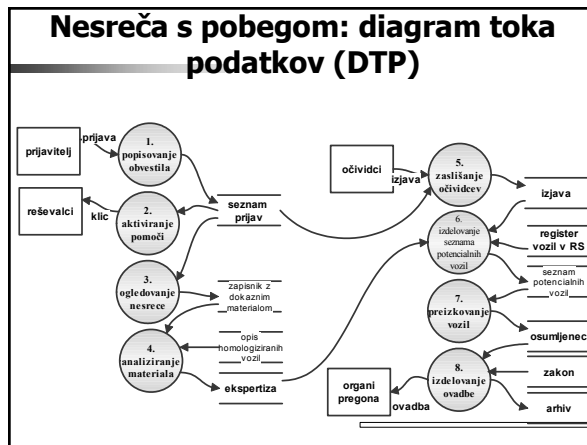 Nesreča s pobegom: diagram toka
podatkov (DTP)
prijavitelj
prijava
1.
popisovanje
obvestila
reševalci
klic
2.
aktiviranje
pomoči
seznam
prijav
3.
ogledovanje
nesrece
zapisnik z
dokaznim
materialom
4.
analiziranje
materiala
opis
homologiziranih
vozil
ekspertiza
očividci
izjava
5.
zaslišanje
očividcev
izjava
6.
izdelovanje
seznama
potencialnih
vozil
register
vozil v RS
seznam
potencialnih
vozil
7.
preizkovanje
vozil
osumljenec
organi
pregona
ovadba
8.
izdelovanje
ovadbe
zakon
arhiv